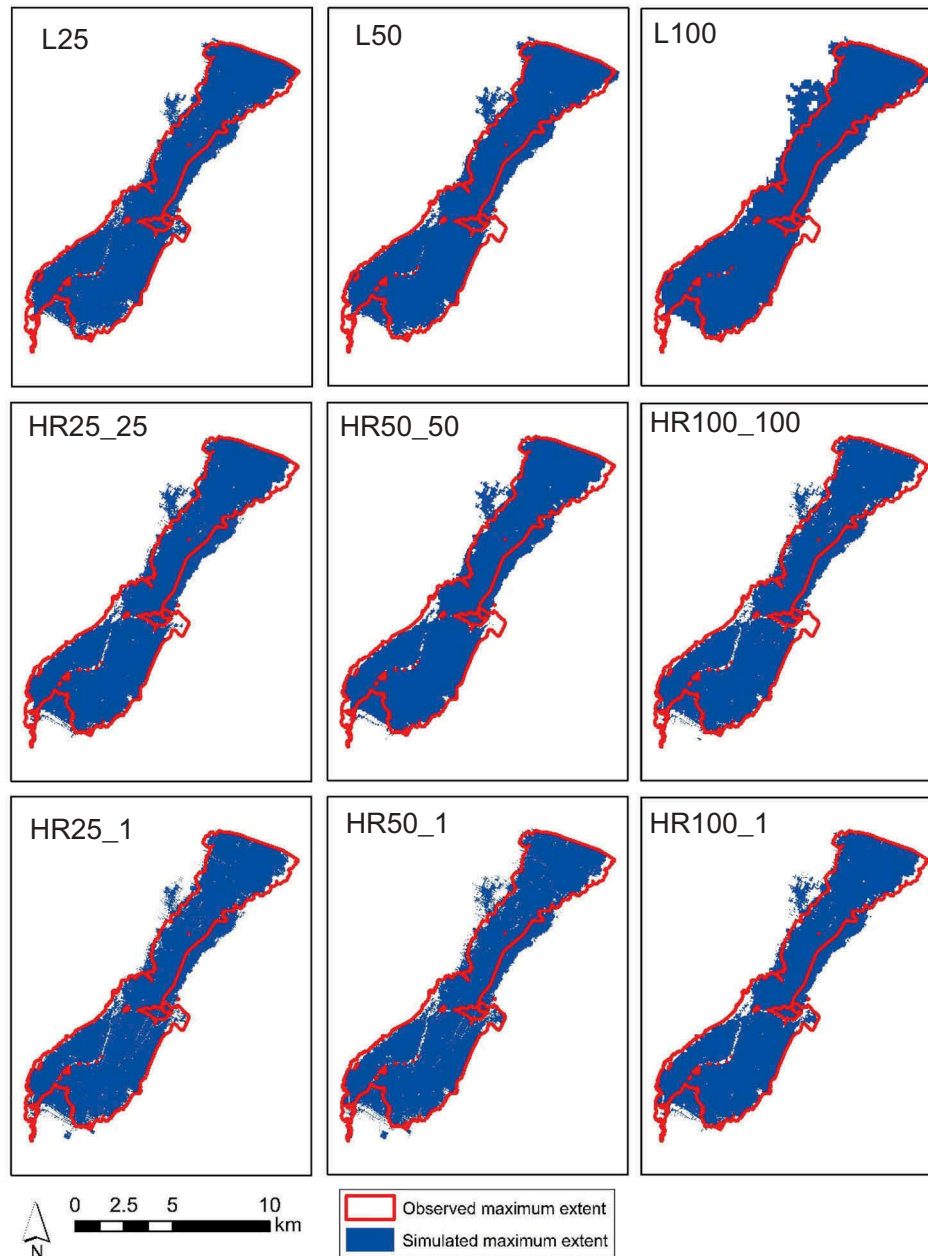 L25
L50
L100
HR25_25
HR50_50
HR100_100
HR25_1
HR50_1
HR100_1
N
0 2.5 5 10
km
Observed maximum extent
Simulated maximum extent